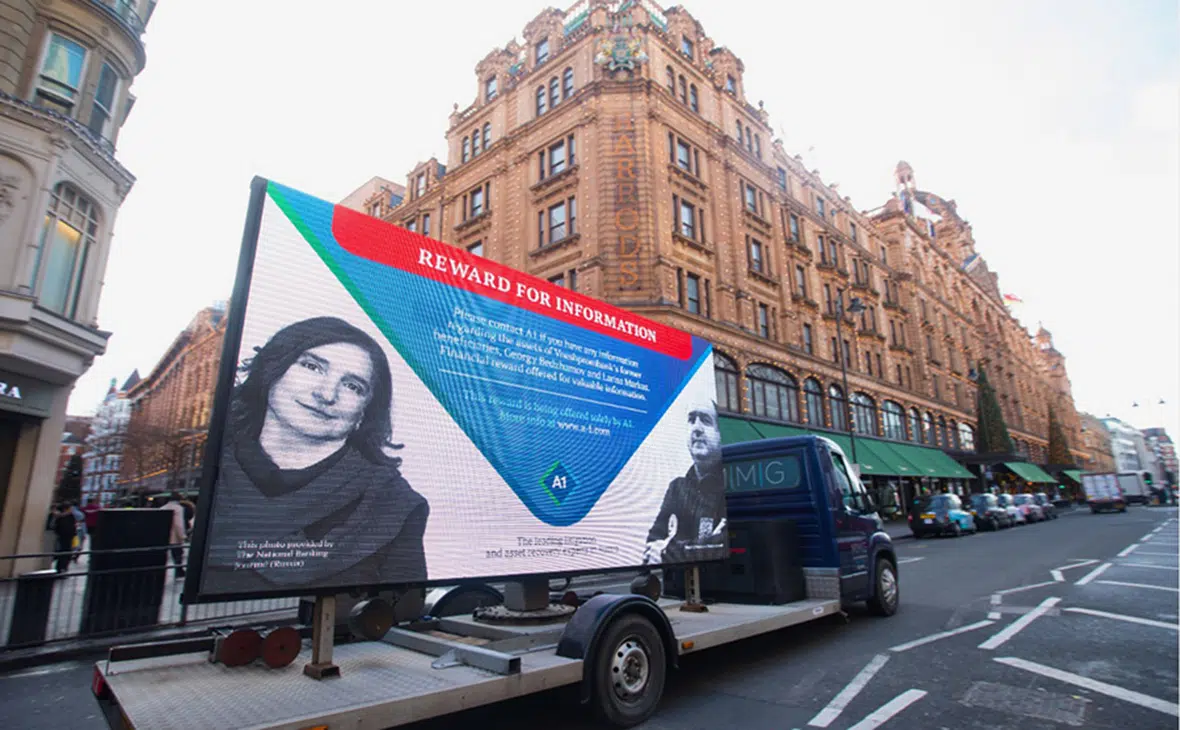 HARRODS
REWARD FOR INFORMATION
Please contact A1 if you have any information
regarding the assets of Vneshprombank's former
beneficiaries, Georgy Bedzhamov and Larisa Markus.
Financial reward offered for valuable information.
This reward is being offered solely by A1.
More info at www.a-1.com
A1
The leading litigation
and asset recovery experts in
This photo provided by
The National Banking
Journal (Russia)
MIG
RA